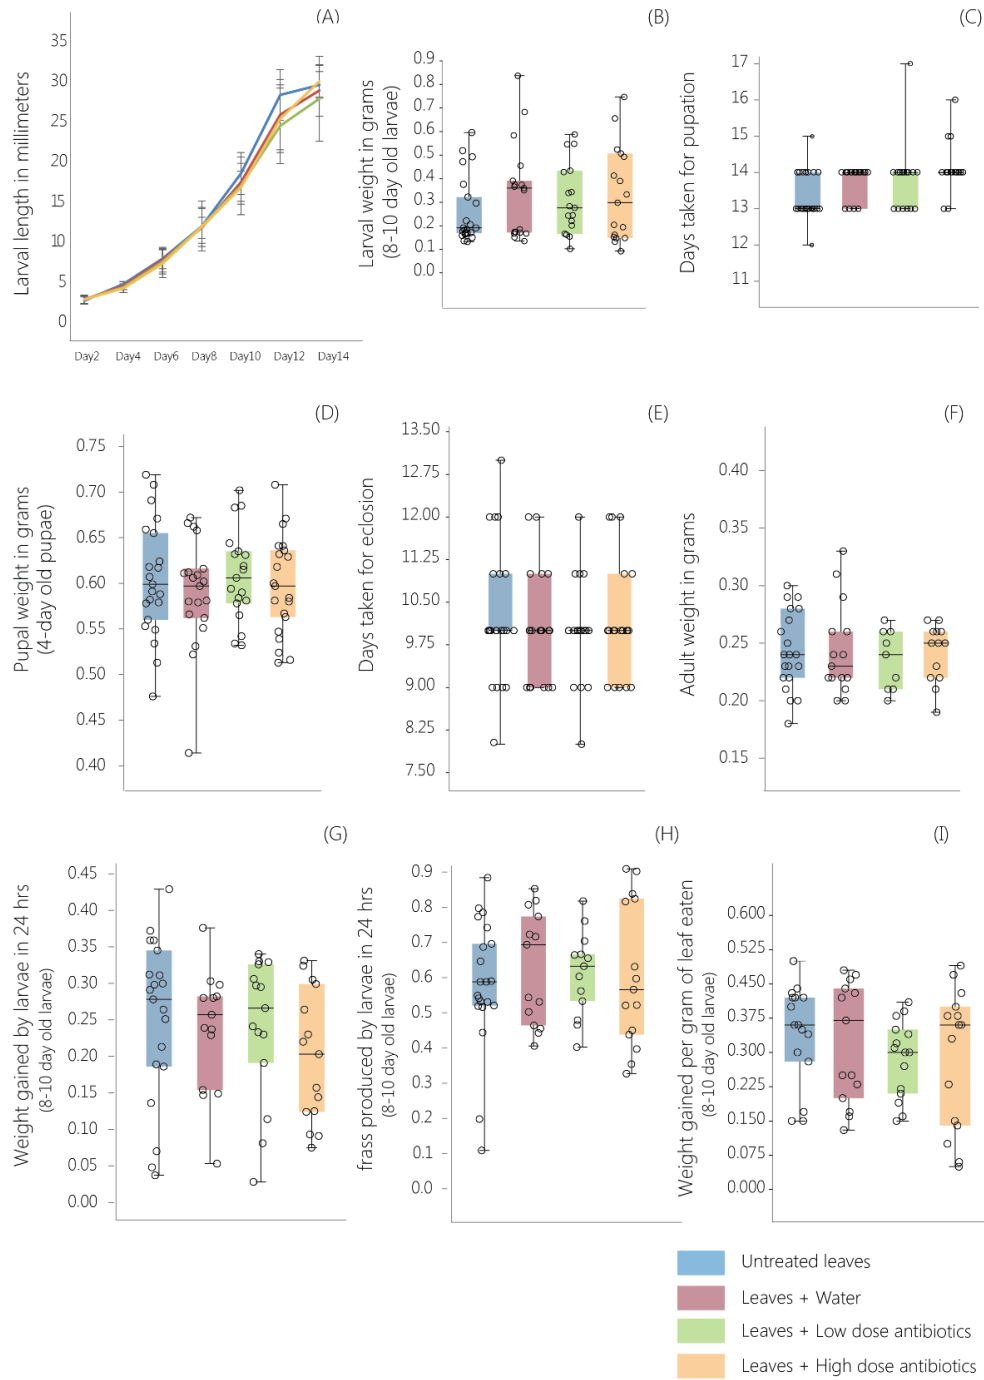 (A)
Larval length in millimeters
35
30
25
20
15
10
5
0
Day2 Day4 Day6 Day8 Day10 Day12 Day14
(B)
Larval weight in grams
(8-10 day old larvae)
0.9
0.8
0.7
0.6
0.5
0.4
0.3
0.2
0.1
0.0
(C)
Days taken for pupation
17
16
15
14
13
12
11
(D)
Pupal weight in grams
(4-day old pupae)
0.75
0.70
0.65
0.60
0.55
0.50
0.45
0.40
(E)
Days taken for eclosion
13.50
12.75
12.00
11.25
10.50
9.75
9.00
8.25
7.50
(F)
Adult weight in grams
0.40
0.35
0.30
0.25
0.20
0.15
(G)
Weight gained by larvae in 24 hrs
(8-10 day old larvae)
0.45
0.40
0.35
0.30
0.25
0.20
0.15
0.10
0.05
0.00
(H)
frass produced by larvae in 24 hrs
(8-10 day old larvae)
0.9
0.8
0.7
0.6
0.5
0.4
0.3
0.2
0.1
0.0
(I)
Weight gained per gram of leaf eaten
(8-10 day old larvae)
0.600
0.525
0.450
0.375
0.300
0.225
0.150
0.075
0.000
Untreated leaves
Leaves + Water
Leaves + Low dose antibiotics
Leaves + High dose antibiotics